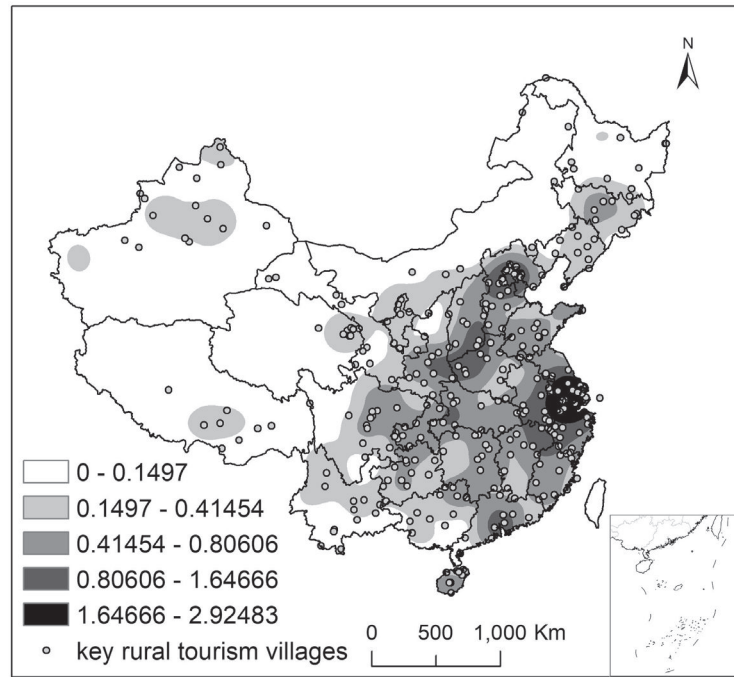 N
0 - 0.1497
0.1497 - 0.41454
0.41454 - 0.80606
0.80606 - 1.64666
1.64666 - 2.92483
key rural tourism villages
0 500 1,000 Km